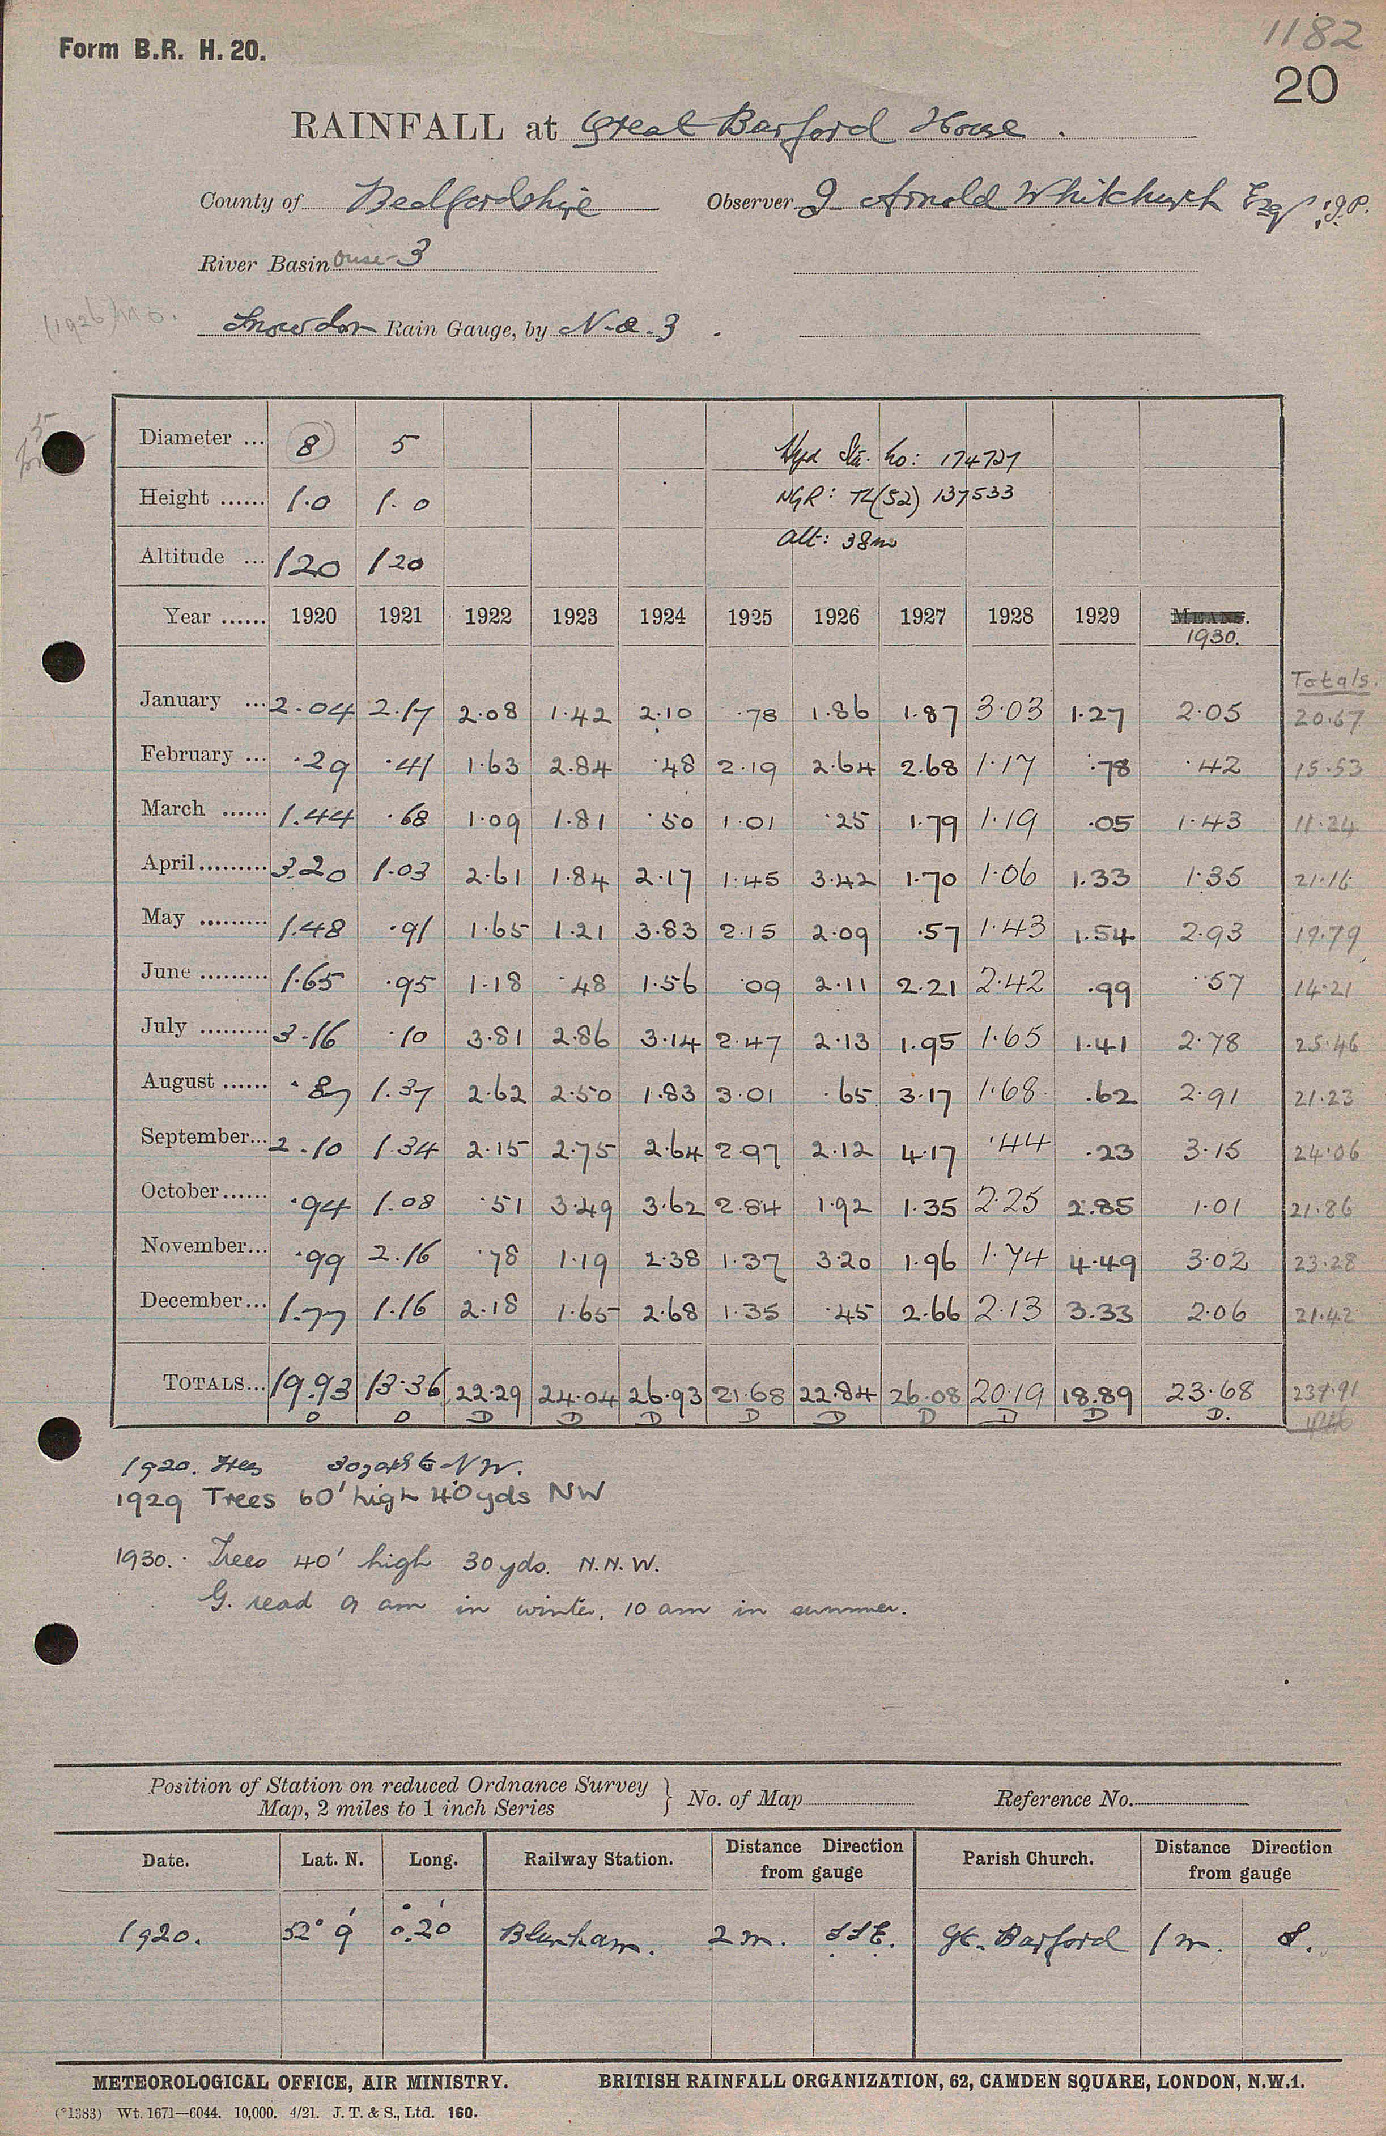 1182
Form B.R. H. 20.
20
RAINFALL at Great Barford House.
County of Bedfordshire Observer J. Arnold Whitchurch Esq J.P.
River Basin Ouse-3
(1926)
Snowdon Rain Gauge, by N & 3.
Diameter ... 8 5 Hyd Sta. No: 174727
Height ...... 1.0 1.0 NGR: TL(52) 137533
Altitude ... 120 120 Alt: 38m
Year ...... 1920 1921 1922 1923 1924 1925 1926 1927 1928 1929 MEANS.
1930.
Totals.
January ... 2.04 2.17 2.08 1.42 2.10 .78 1.86 1.87 3.03 1.27 2.05 20.67
February ... .29 .41 1.63 2.84 .48 2.19 2.64 2.68 1.17 .78 .42 15.53
March ...... 1.44 .68 1.09 1.81 .50 1.01 .25 1.79 1.19 .05 1.43 11.24
April ......... 3.20 1.03 2.61 1.84 2.17 1.45 3.42 1.70 1.06 1.33 1.35 21.16
May ......... 1.48 .91 1.65 1.21 3.83 2.15 2.09 .57 1.43 1.54 2.93 19.79
June ......... 1.65 .95 1.18 .48 1.56 .09 2.11 2.21 2.42 .99 .57 14.21
July ......... 3.16 .10 3.81 2.86 3.14 2.47 2.13 1.95 1.65 1.41 2.78 25.46
August ...... .87 1.37 2.62 2.50 1.83 3.01 .65 3.17 1.68 .62 2.91 21.23
September... 2.10 1.34 2.15 2.75 2.64 2.97 2.12 4.17 .44 .23 3.15 24.06
October ...... .94 1.08 .51 3.49 3.62 2.84 1.92 1.35 2.25 2.85 1.01 21.86
November... .99 2.16 .78 1.19 2.38 1.37 3.20 1.96 1.74 4.49 3.02 23.28
December... 1.77 1.16 2.18 1.65 2.68 1.35 .45 2.66 2.13 3.33 2.06 21.42
TOTALS... 19.93 13.36 22.29 24.04 26.93 21.68 22.84 26.08 20.19 18.89 23.68 239.91
D D D D D D D D D D D.
1920. Trees 30yds to NW.
1929 Trees 60' high 40yds NW
1930. Trees 40' high 30 yds. N.N.W.
G. read 9 am in winter, 10 am in summer.
Position of Station on reduced Ordnance Survey
Map, 2 miles to 1 inch Series } No. of Map Reference No.
Date. Lat. N. Long. Railway Station. Distance Direction from gauge Parish Church. Distance Direction from gauge
1920. 52° 9' 0° 20' Blunham. 2 m. SSE. Gt. Barford 1 m. S.
METEOROLOGICAL OFFICE, AIR MINISTRY. BRITISH RAINFALL ORGANIZATION, 62, CAMDEN SQUARE, LONDON, N.W.1.
(*1383) Wt. 1671—6044. 10,000. 4/21. J. T. & S., Ltd. 160.